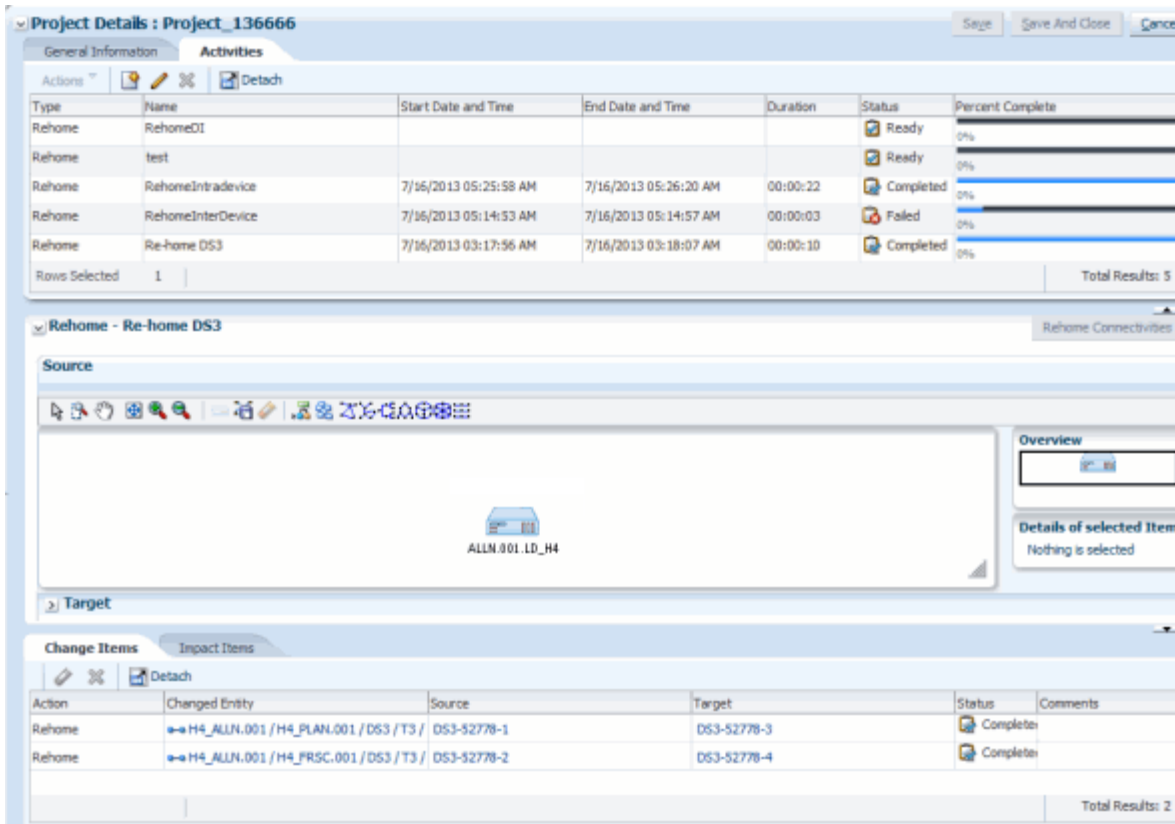 Project Details : Project_136666
Save Save And Close Cance
General Information Activities
Actions Detach
Type Name Start Date and Time End Date and Time Duration Status Percent Complete
Rehome RehomeDI Ready 0%
Rehome test Ready 0%
Rehome RehomeIntradevice 7/16/2013 05:25:58 AM 7/16/2013 05:26:20 AM 00:00:22 Completed 0%
Rehome RehomeInterDevice 7/16/2013 05:14:53 AM 7/16/2013 05:14:57 AM 00:00:03 Failed 0%
Rehome Re-home DS3 7/16/2013 03:17:56 AM 7/16/2013 03:18:07 AM 00:00:10 Completed 0%
Rows Selected 1 Total Results: 5
Rehome - Re-home DS3 Rehome Connectivities
Source
Overview
ALLN.001.LD_H4
Details of selected Item
Nothing is selected
Target
Change Items Impact Items
Detach
Action Changed Entity Source Target Status Comments
Rehome H4_ALLN.001 / H4_PLAN.001 / DS3 / T3 / DS3-52778-1 DS3-52778-3 Complete
Rehome H4_ALLN.001 / H4_FRSC.001 / DS3 / T3 / DS3-52778-2 DS3-52778-4 Complete
Total Results: 2